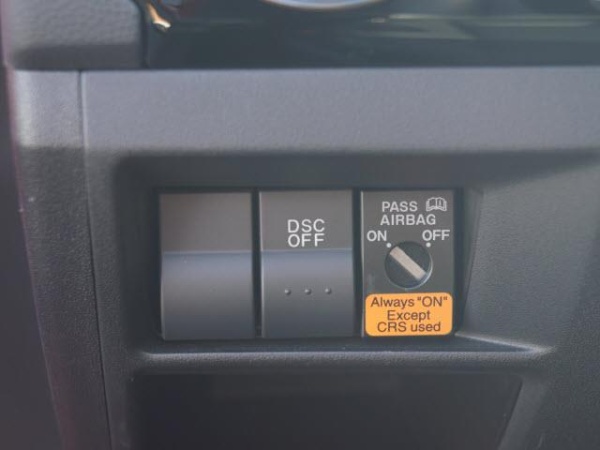 DSC
OFF
PASS
AIRBAG
ON OFF
Always "ON"
Except
CRS used